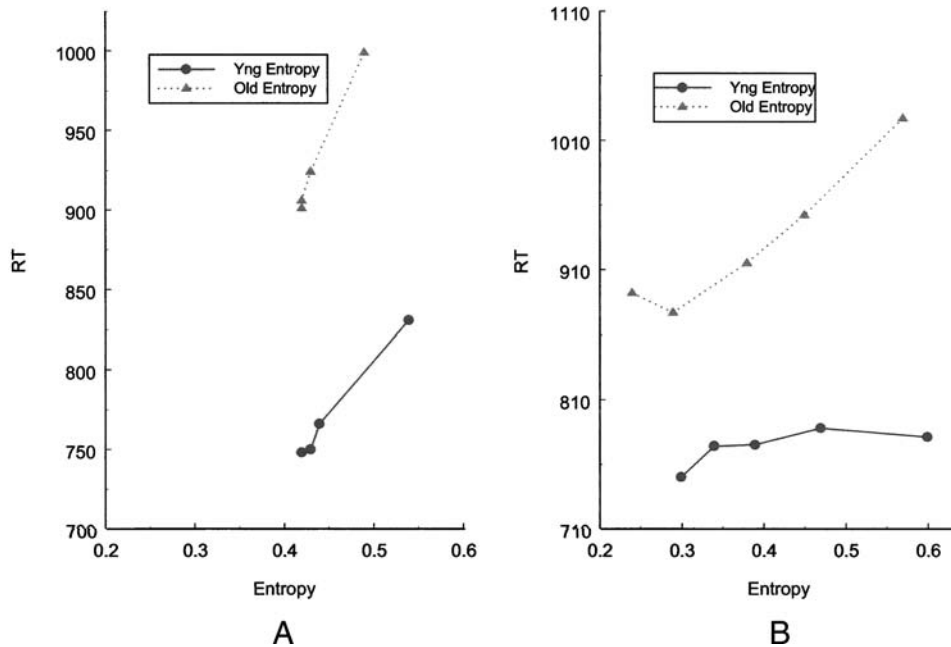 1000
950
900
850
800
750
700
RT
0.2 0.3 0.4 0.5 0.6
Entropy
Yng Entropy
Old Entropy
A
1110
1010
910
810
710
RT
0.2 0.3 0.4 0.5 0.6
Entropy
Yng Entropy
Old Entropy
B